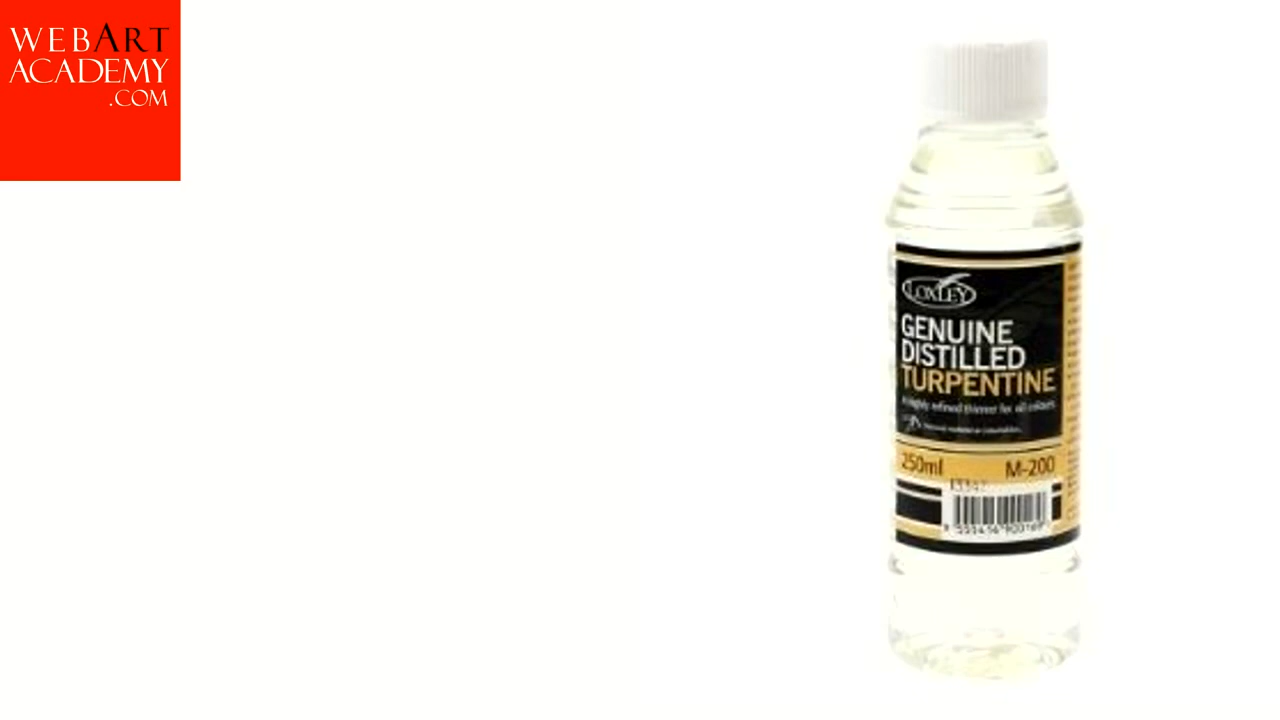 WEBART
ACADEMY
.COM
LOXLEY
GENUINE
DISTILLED
TURPENTINE
A highly refined thinner for all colours
250ml M-200